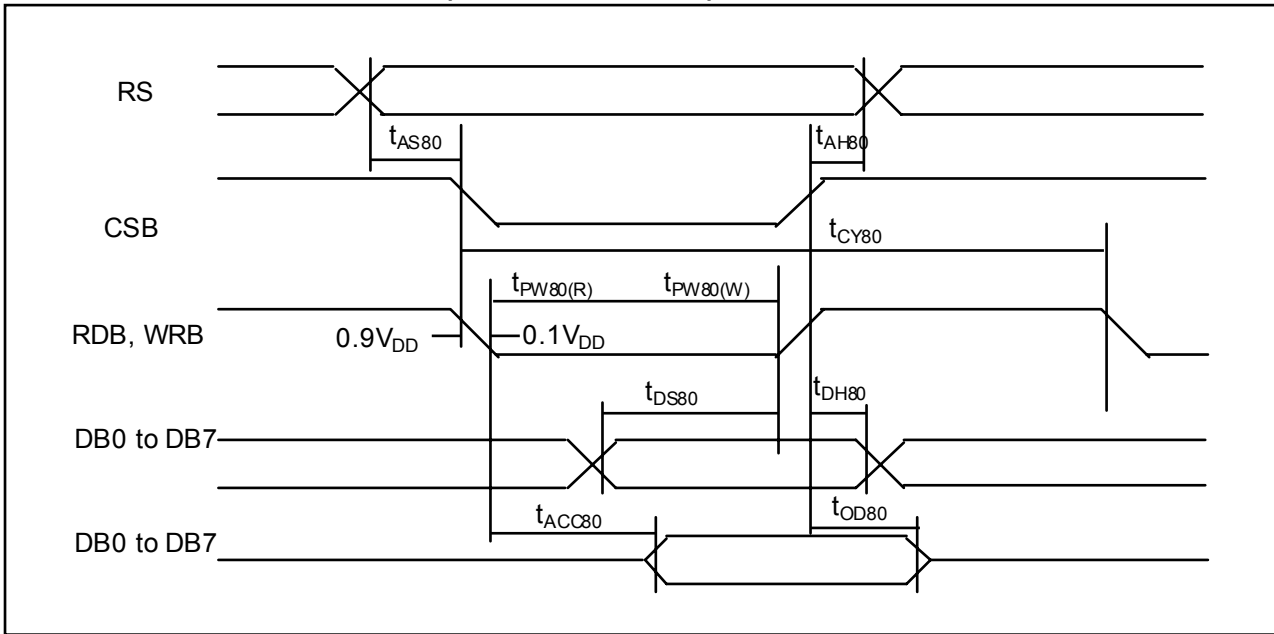 RS
tAS80
tAH80
CSB
tCY80
tPW80(R)
tPW80(W)
RDB, WRB
0.9VDD
0.1VDD
tDS80
tDH80
DB0 to DB7
tACC80
tOD80
DB0 to DB7